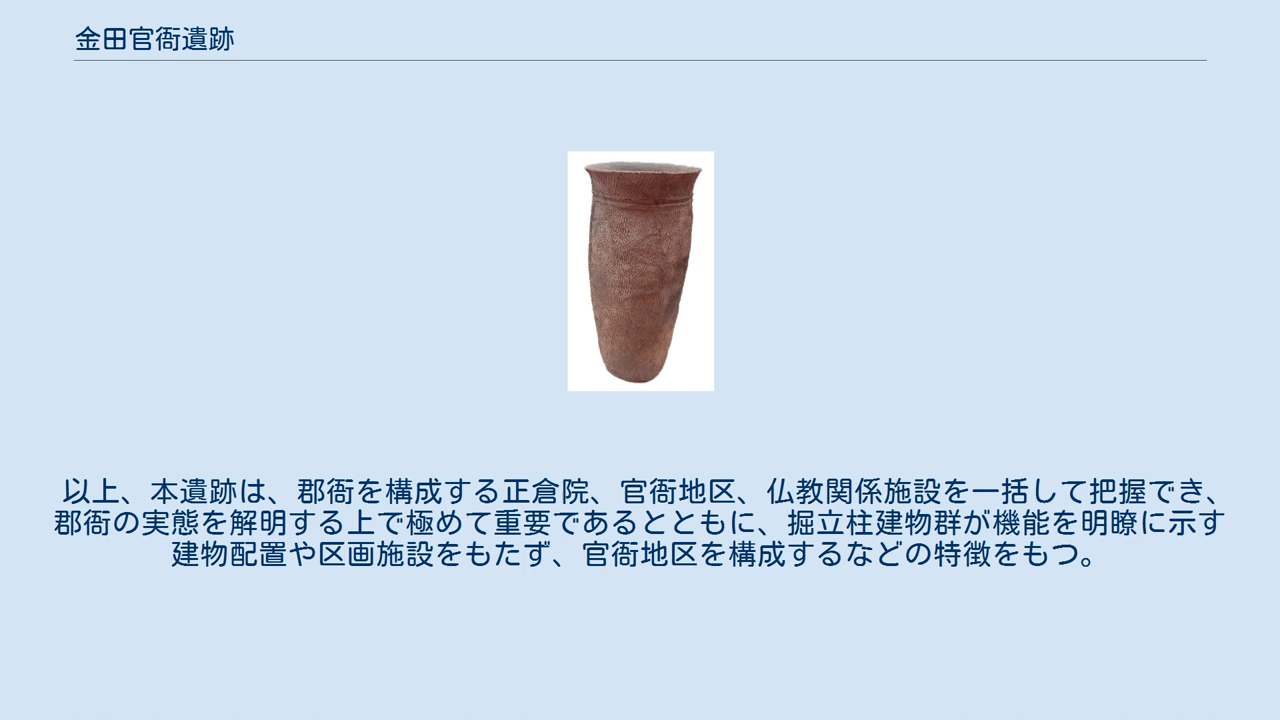 金田官衙遺跡
以上、本遺跡は、郡衙を構成する正倉院、官衙地区、仏教関係施設を一括して把握でき、
郡衙の実態を解明する上で極めて重要であるとともに、掘立柱建物群が機能を明瞭に示す
建物配置や区画施設をもたず、官衙地区を構成するなどの特徴をもつ。